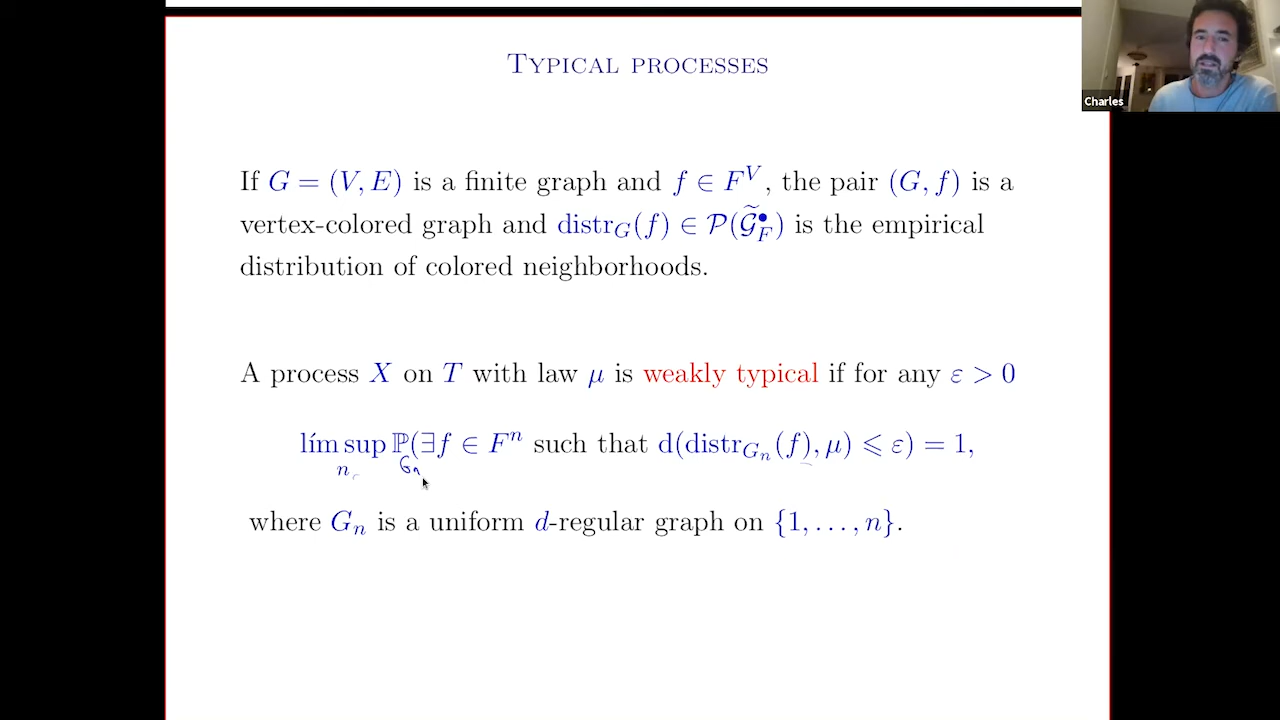 TYPICAL PROCESSES
Charles
If G = (V, E) is a finite graph and f ∈ F^V, the pair (G, f) is a
vertex-colored graph and distr_G(f) ∈ 𝒫(𝒢̃_F^•) is the empirical
distribution of colored neighborhoods.
A process X on T with law μ is weakly typical if for any ε > 0
lím sup_n ℙ_{G_n}(∃f ∈ F^n such that d(distr_{G_n}(f), μ) ⩽ ε) = 1,
where G_n is a uniform d-regular graph on {1, . . . , n}.